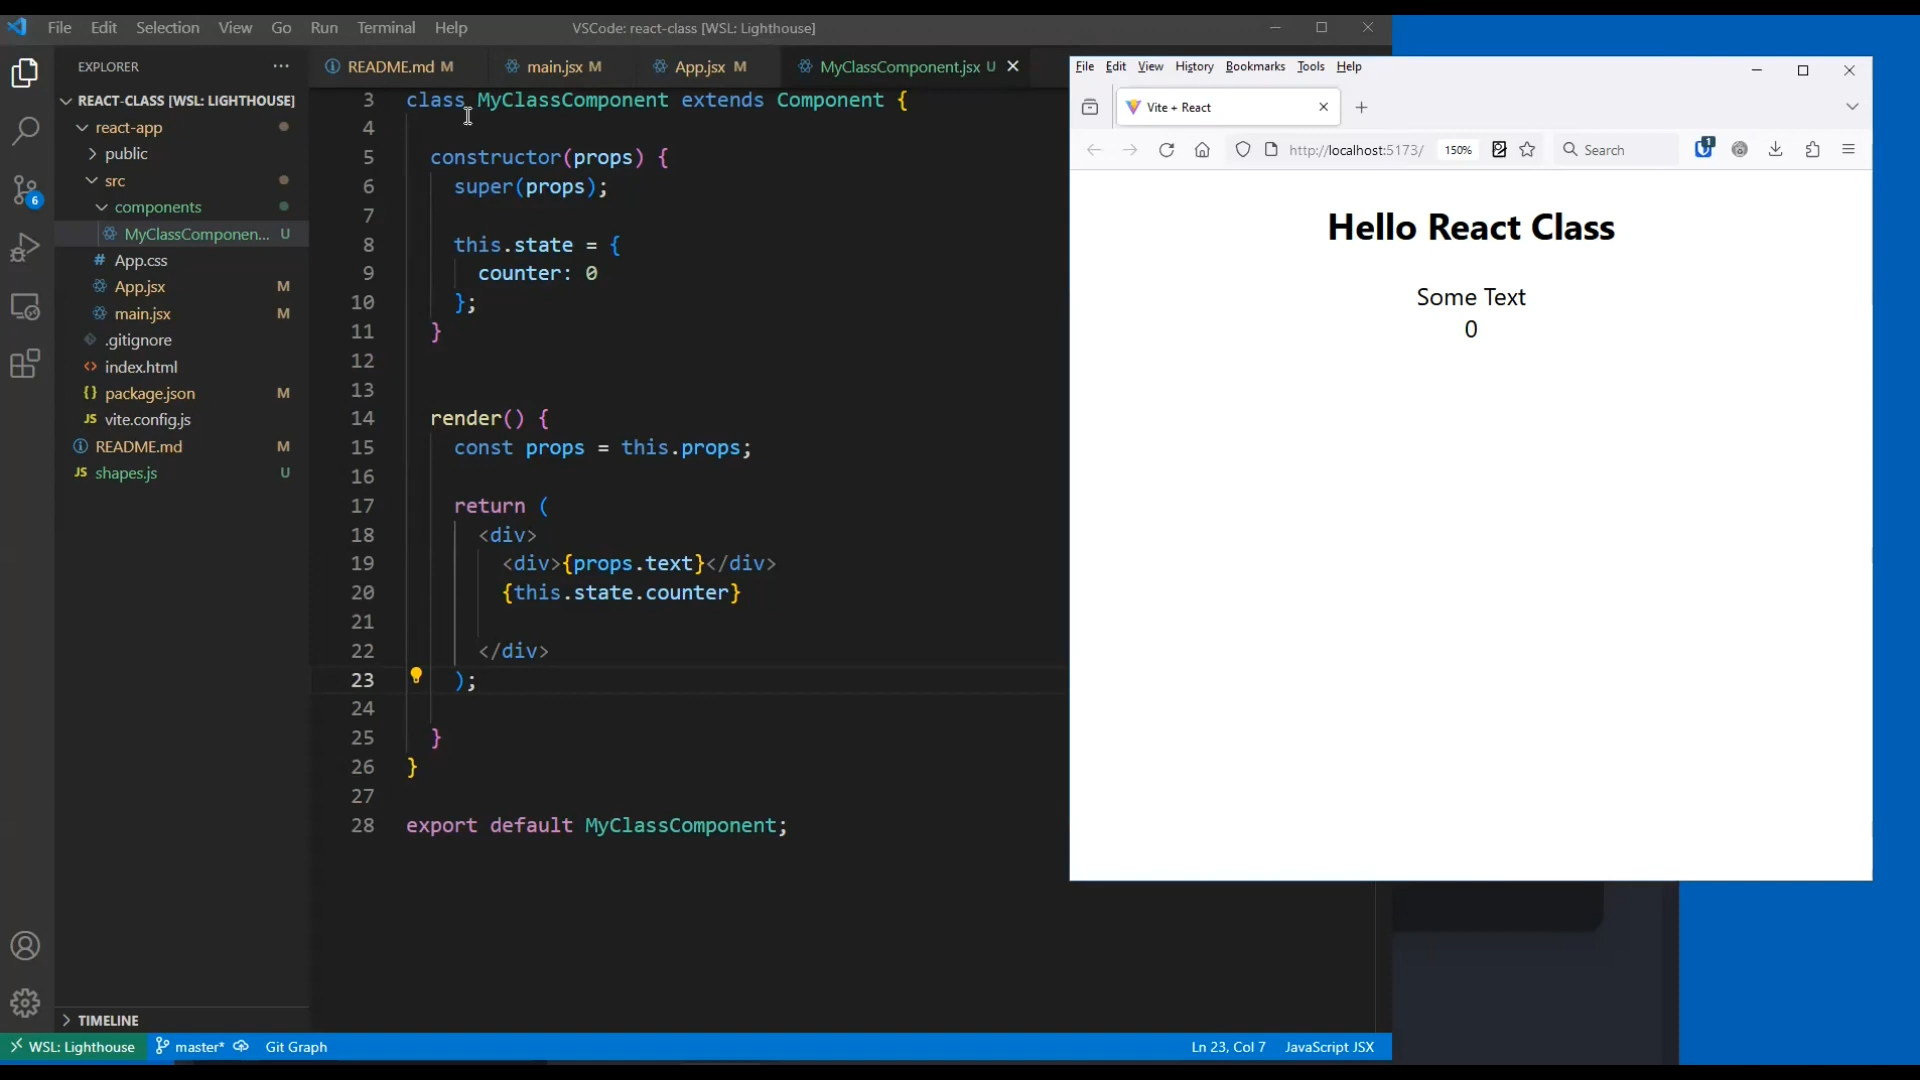 File Edit Selection View Go Run Terminal Help
VSCode: react-class [WSL: Lighthouse]
EXPLORER
REACT-CLASS [WSL: LIGHTHOUSE]
react-app
public
src
components
MyClassComponen... U
App.css
App.jsx M
main.jsx M
.gitignore
index.html
package.json M
vite.config.js
README.md M
shapes.js U
6
TIMELINE
README.md M
main.jsx M
App.jsx M
MyClassComponent.jsx U
3 class MyClassComponent extends Component {
4
5 constructor(props) {
6 super(props);
7
8 this.state = {
9 counter: 0
10 };
11 }
12
13
14 render() {
15 const props = this.props;
16
17 return (
18 <div>
19 <div>{props.text}</div>
20 {this.state.counter}
21
22 </div>
23 );
24
25 }
26 }
27
28 export default MyClassComponent;
File Edit View History Bookmarks Tools Help
Vite + React
http://localhost:5173/ 150% Search 1
Hello React Class
Some Text
0
WSL: Lighthouse master* Git Graph Ln 23, Col 7 JavaScript JSX